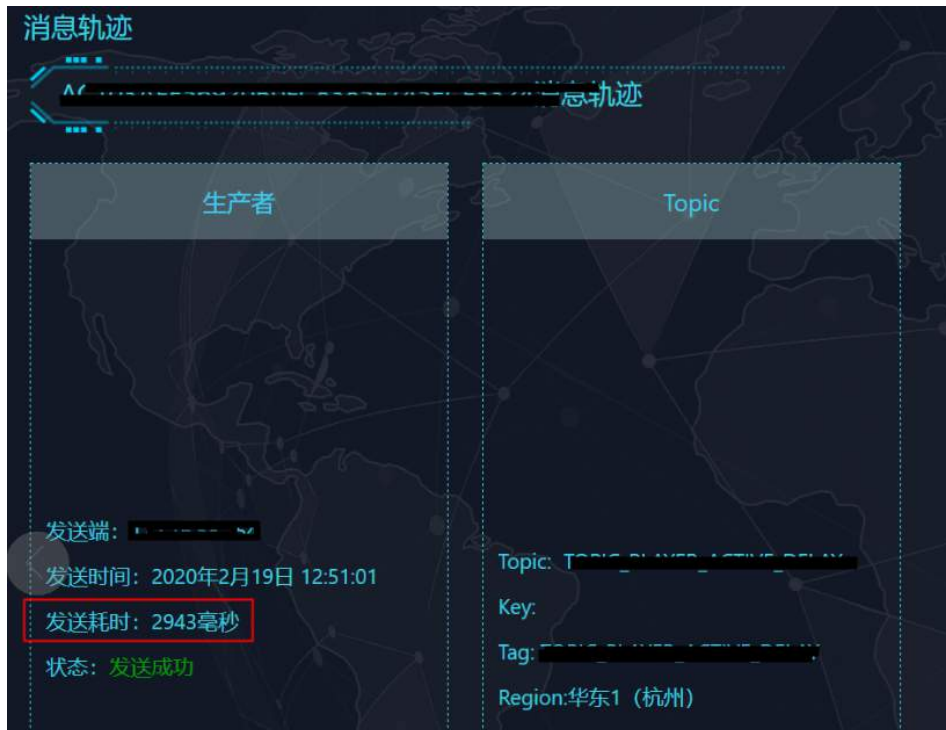 消息轨迹
消息轨迹
生产者
Topic
发送端：
发送时间：2020年2月19日 12:51:01
发送耗时：2943毫秒
状态：发送成功
Topic:
Key:
Tag:
Region:华东1（杭州）